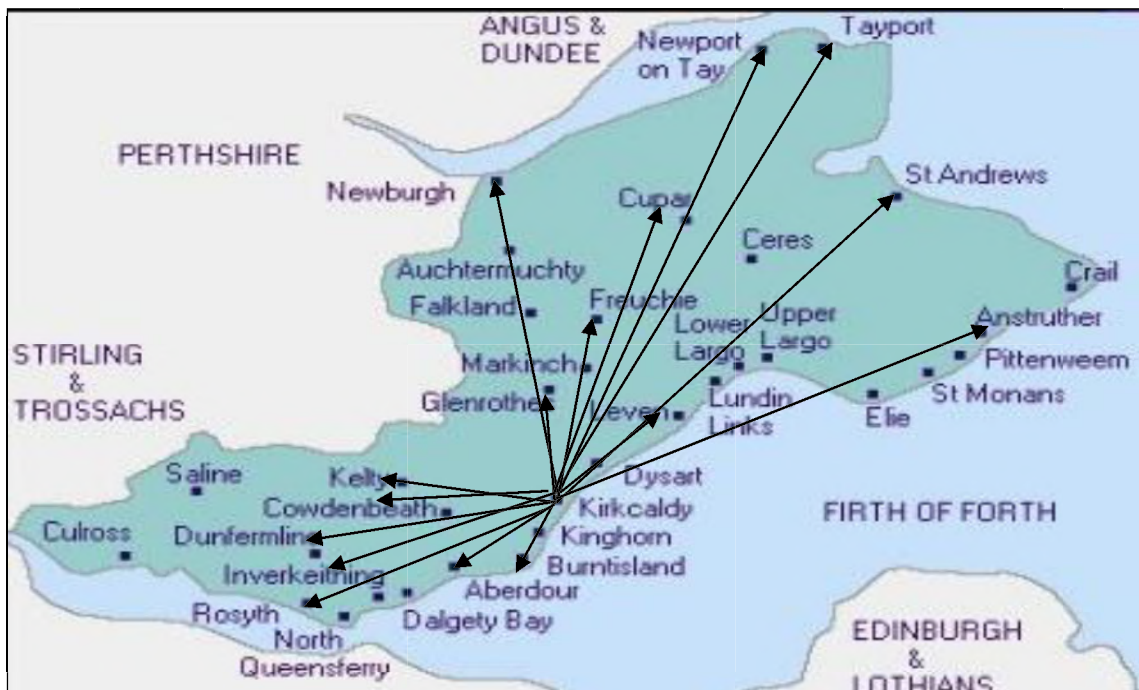 ANGUS &
DUNDEE
Newport
on Tay
Tayport
PERTHSHIRE
Newburgh
St Andrews
Cupar
Ceres
Auchtermuchty
Crail
Falkland
Freuchie
Lower
Largo
Upper
Largo
Anstruther
STIRLING
&
TROSSACHS
Markinch
Pittenweem
Glenrothes
Leven
Lundin
Links
St Monans
Elie
Saline
Kelty
Dysart
Cowdenbeath
Kirkcaldy
FIRTH OF FORTH
Culross
Dunfermline
Kinghorn
Inverkeithing
Burntisland
Aberdour
Rosyth
Dalgety Bay
North
Queensferry
EDINBURGH
&
LOTHIANS